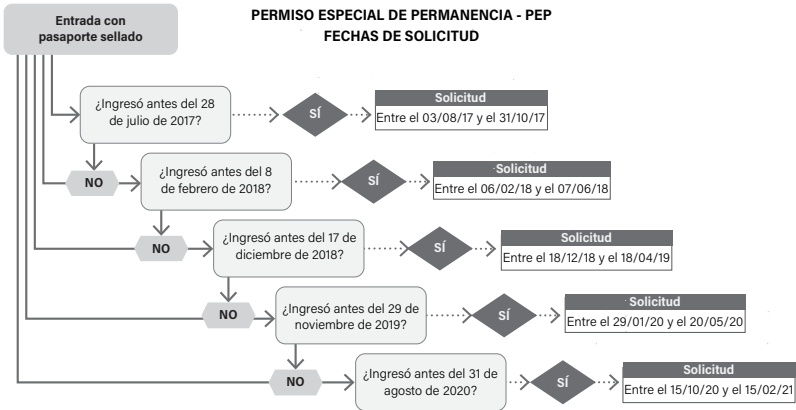 Entrada con
pasaporte sellado
PERMISO ESPECIAL DE PERMANENCIA - PEP
FECHAS DE SOLICITUD
¿Ingresó antes del 28
de julio de 2017?
SÍ
Solicitud
Entre el 03/08/17 y el 31/10/17
NO
¿Ingresó antes del 8
de febrero de 2018?
SÍ
Solicitud
Entre el 06/02/18 y el 07/06/18
NO
¿Ingresó antes del 17 de
diciembre de 2018?
SÍ
Solicitud
Entre el 18/12/18 y el 18/04/19
NO
¿Ingresó antes del 29 de
noviembre de 2019?
SÍ
Solicitud
Entre el 29/01/20 y el 20/05/20
NO
¿Ingresó antes del 31 de
agosto de 2020?
SÍ
Solicitud
Entre el 15/10/20 y el 15/02/21